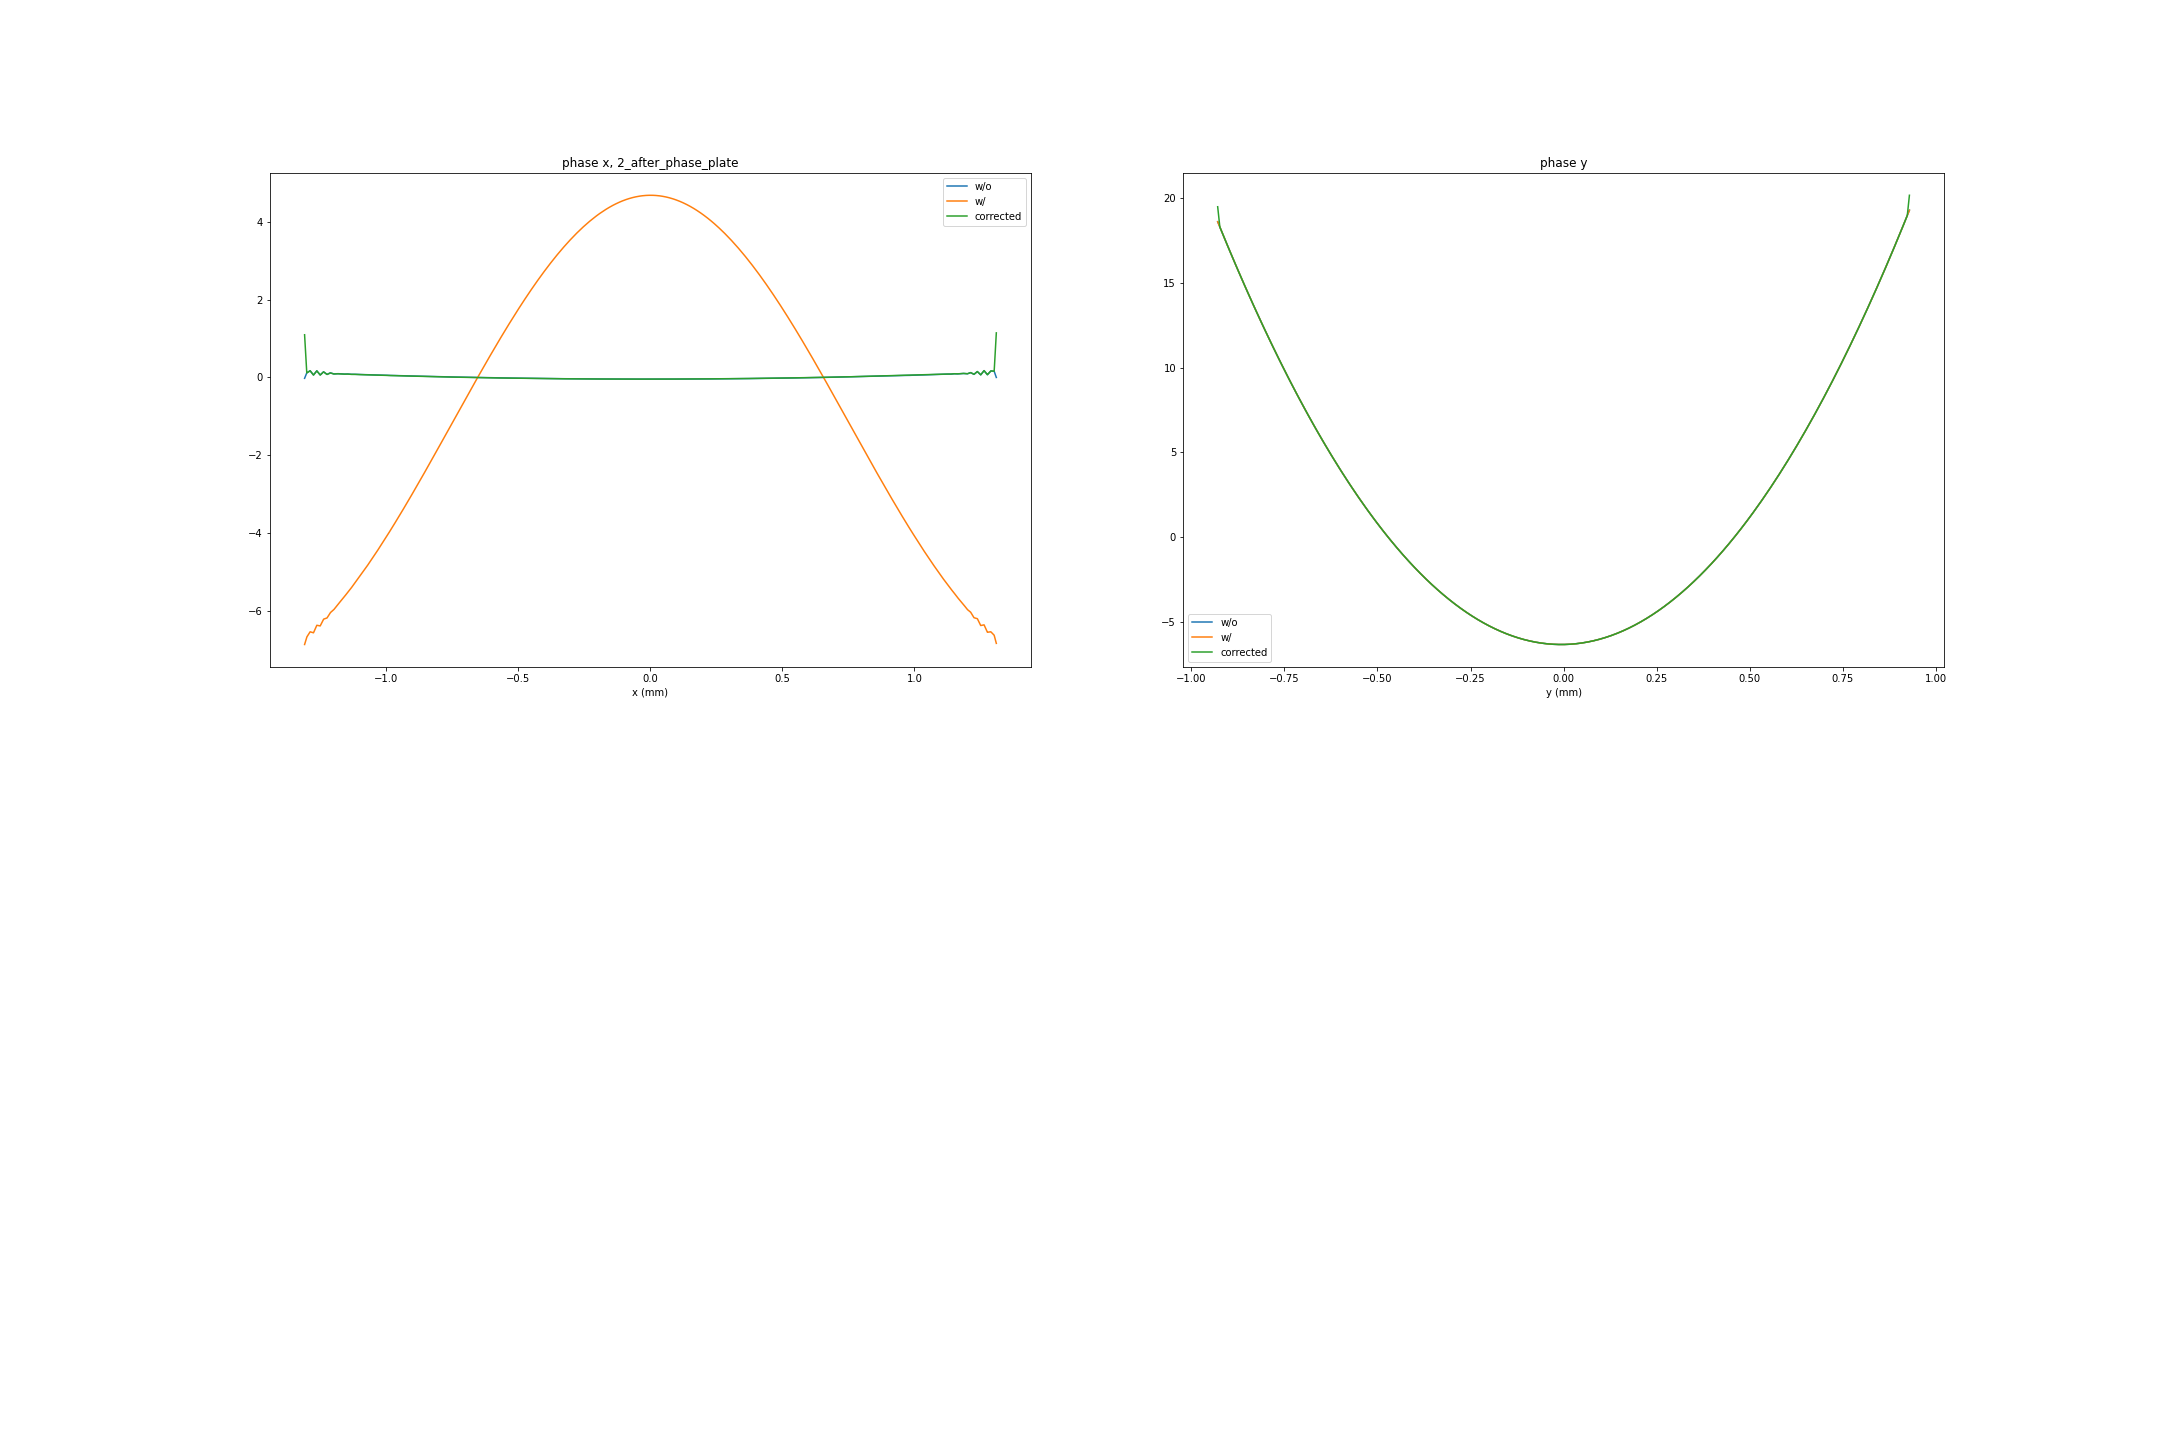 phase x, 2_after_phase_plate
w/o
w/
corrected
4
2
0
−2
−4
−6
−1.0
−0.5
0.0
0.5
1.0
x (mm)
phase y
20
15
10
5
0
−5
w/o
w/
corrected
−1.00
−0.75
−0.50
−0.25
0.00
0.25
0.50
0.75
1.00
y (mm)